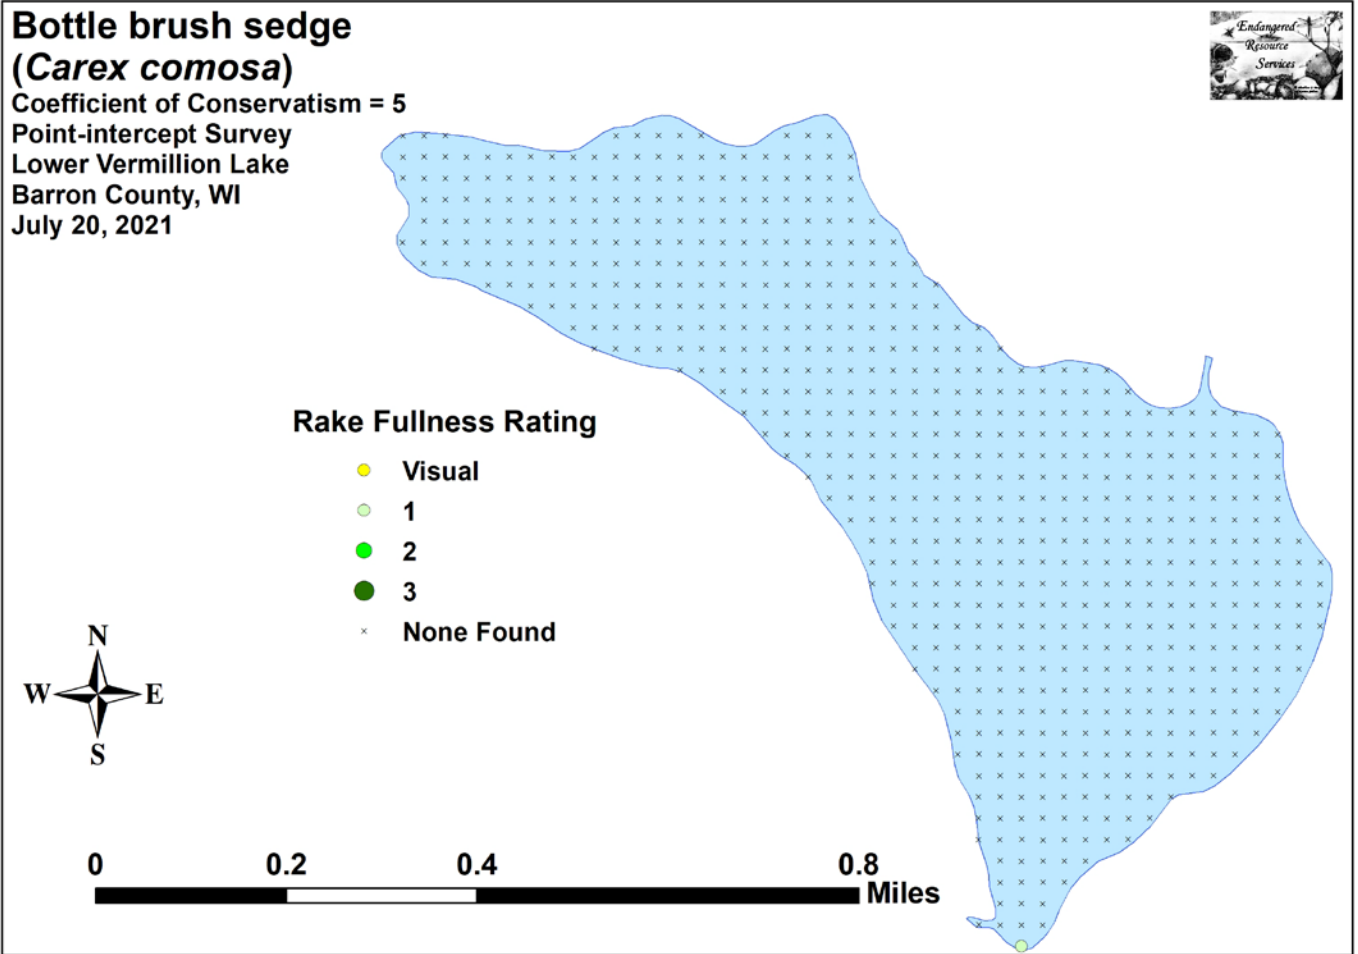 Bottle brush sedge
(Carex comosa)
Coefficient of Conservatism = 5
Point-intercept Survey
Lower Vermillion Lake
Barron County, WI
July 20, 2021
Endangered
Resource
Services
Rake Fullness Rating
Visual
1
2
3
None Found
N
W E
S
0 0.2 0.4 0.8
Miles